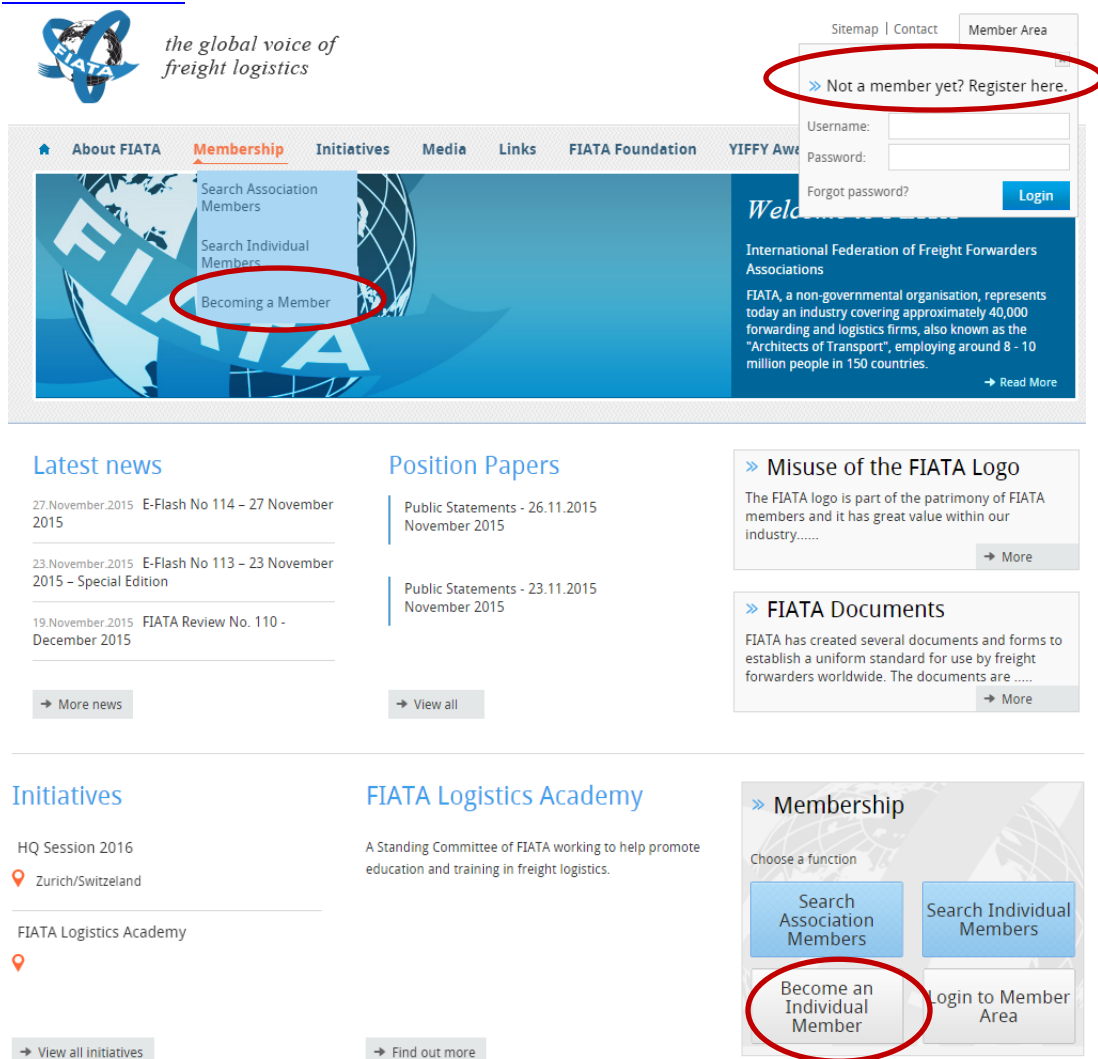 FIATA
the global voice of
freight logistics
Sitemap | Contact
Member Area
» Not a member yet? Register here.
Username:
Password:
Forgot password?
Login
About FIATA
Membership
Initiatives
Media
Links
FIATA Foundation
YIFFY Awa
Search Association
Members
Search Individual
Members
Becoming a Member
FIATA
International Federation of Freight Forwarders
Associations
FIATA, a non-governmental organisation, represents
today an industry covering approximately 40,000
forwarding and logistics firms, also known as the
"Architects of Transport", employing around 8 - 10
million people in 150 countries.
→ Read More
Latest news
27.November.2015 E-Flash No 114 – 27 November
2015
23.November.2015 E-Flash No 113 – 23 November
2015 – Special Edition
19.November.2015 FIATA Review No. 110 -
December 2015
→ More news
Position Papers
Public Statements - 26.11.2015
November 2015
Public Statements - 23.11.2015
November 2015
→ View all
» Misuse of the FIATA Logo
The FIATA logo is part of the patrimony of FIATA
members and it has great value within our
industry......
→ More
» FIATA Documents
FIATA has created several documents and forms to
establish a uniform standard for use by freight
forwarders worldwide. The documents are .....
→ More
Initiatives
HQ Session 2016
Zurich/Switzeland
FIATA Logistics Academy
→ View all initiatives
FIATA Logistics Academy
A Standing Committee of FIATA working to help promote
education and training in freight logistics.
→ Find out more
» Membership
Choose a function
Search
Association
Members
Search Individual
Members
Become an
Individual
Member
Login to Member
Area